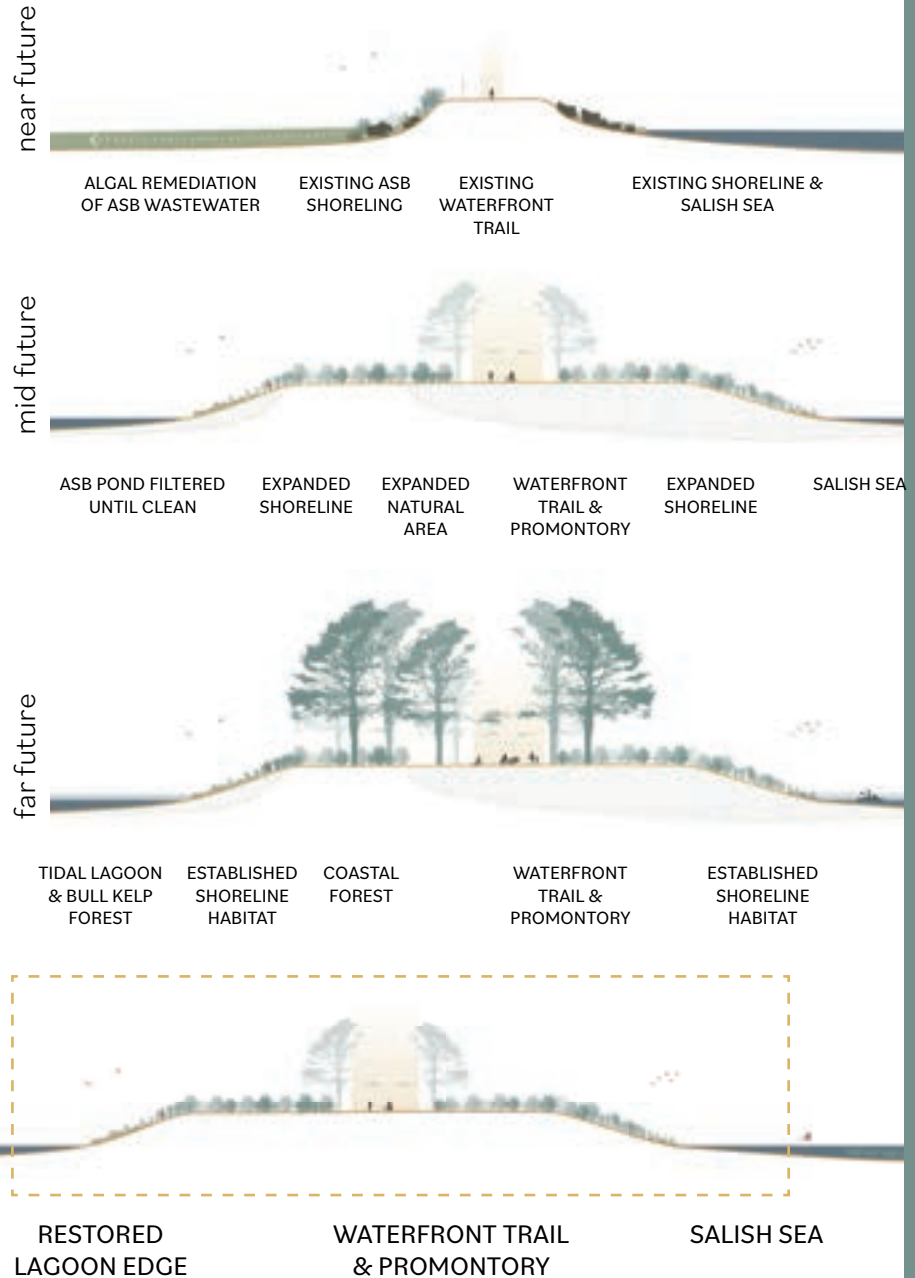 near future
ALGAL REMEDIATION
OF ASB WASTEWATER
EXISTING ASB
SHORELING
EXISTING
WATERFRONT
TRAIL
EXISTING SHORELINE &
SALISH SEA
mid future
ASB POND FILTERED
UNTIL CLEAN
EXPANDED
SHORELINE
EXPANDED
NATURAL
AREA
WATERFRONT
TRAIL &
PROMONTORY
EXPANDED
SHORELINE
SALISH SEA
far future
TIDAL LAGOON
& BULL KELP
FOREST
ESTABLISHED
SHORELINE
HABITAT
COASTAL
FOREST
WATERFRONT
TRAIL &
PROMONTORY
ESTABLISHED
SHORELINE
HABITAT
RESTORED
LAGOON EDGE
WATERFRONT TRAIL
& PROMONTORY
SALISH SEA